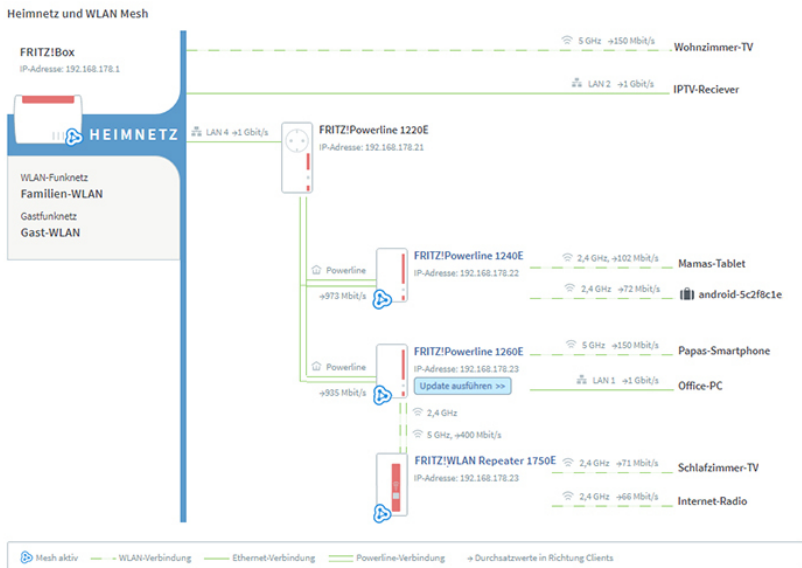 Heimnetz und WLAN Mesh
FRITZ!Box
IP-Adresse: 192.168.178.1
HEIMNETZ
WLAN-Funknetz
Familien-WLAN
Gastfunknetz
Gast-WLAN
5 GHz →150 Mbit/s
Wohnzimmer-TV
LAN 2 →1 Gbit/s
IPTV-Reciever
LAN 4 →1 Gbit/s
FRITZ!Powerline 1220E
IP-Adresse: 192.168.178.21
Powerline
→973 Mbit/s
FRITZ!Powerline 1240E
IP-Adresse: 192.168.178.22
2,4 GHz, →102 Mbit/s
Mamas-Tablet
2,4 GHz →72 Mbit/s
android-5c2f8c1e
Powerline
→935 Mbit/s
FRITZ!Powerline 1260E
IP-Adresse: 192.168.178.23
Update ausführen >>
5 GHz →150 Mbit/s
Papas-Smartphone
LAN 1 →1 Gbit/s
Office-PC
2,4 GHz
5 GHz, →400 Mbit/s
FRITZ!WLAN Repeater 1750E
IP-Adresse: 192.168.178.23
2,4 GHz →71 Mbit/s
Schlafzimmer-TV
2,4 GHz →66 Mbit/s
Internet-Radio
Mesh aktiv WLAN-Verbindung Ethernet-Verbindung Powerline-Verbindung → Durchsatzwerte in Richtung Clients